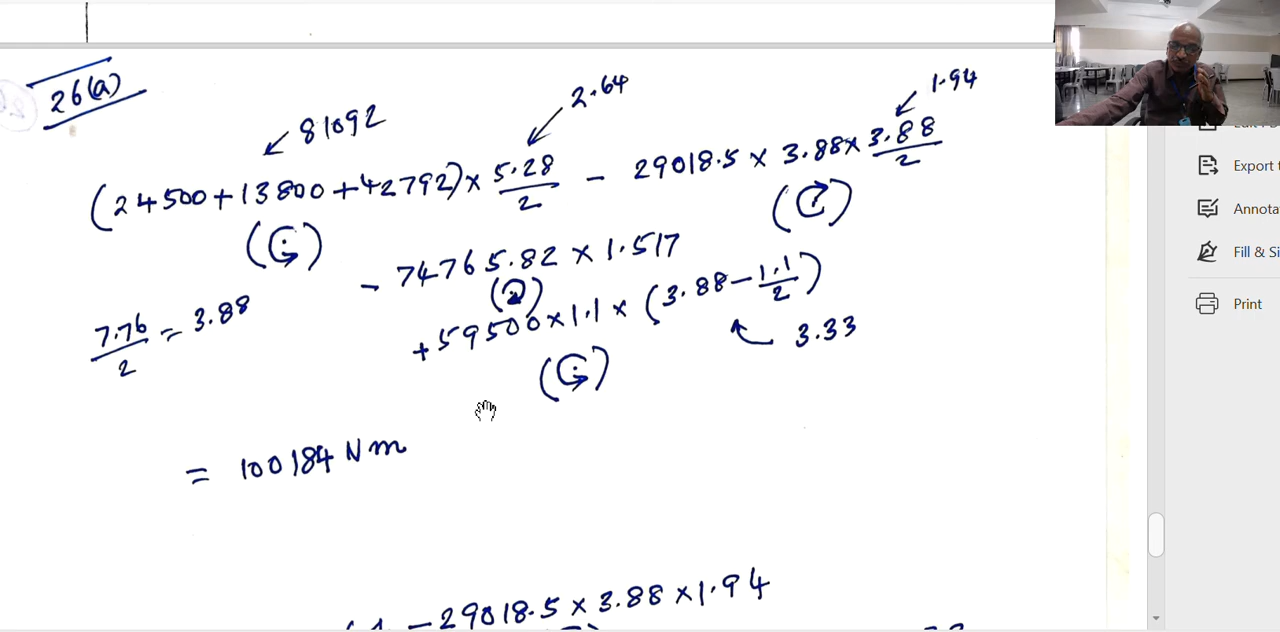 26(a)
81092
2.64
1.94
(24500+13800+42792) × 5.28/2 − 29018.5 × 3.88 × 3.88/2
− 74765.82 × 1.517
7.76/2 = 3.88
+59500×1.1× (3.88−1.1/2)
3.33
= 100184 Nm
−29018.5 × 3.88 ×1.94
Export t
Annota
Fill & Si
Print